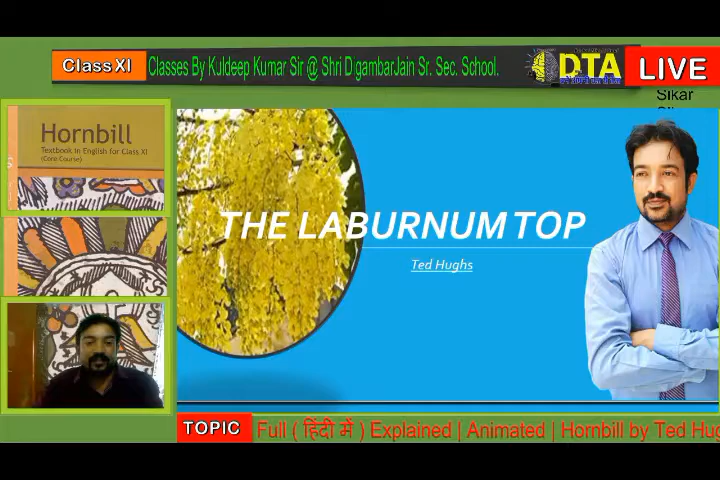 Class XI
Classes By Kuldeep Kumar Sir @ Shri DigambarJain Sr. Sec. School.
DTA
LIVE
Sikar
Hornbill
Textbook in English for Class XI
(Core Course)
THE LABURNUM TOP
Ted Hughs
TOPIC
Full ( हिंदी में ) Explained | Animated | Hornbill by Ted Hug